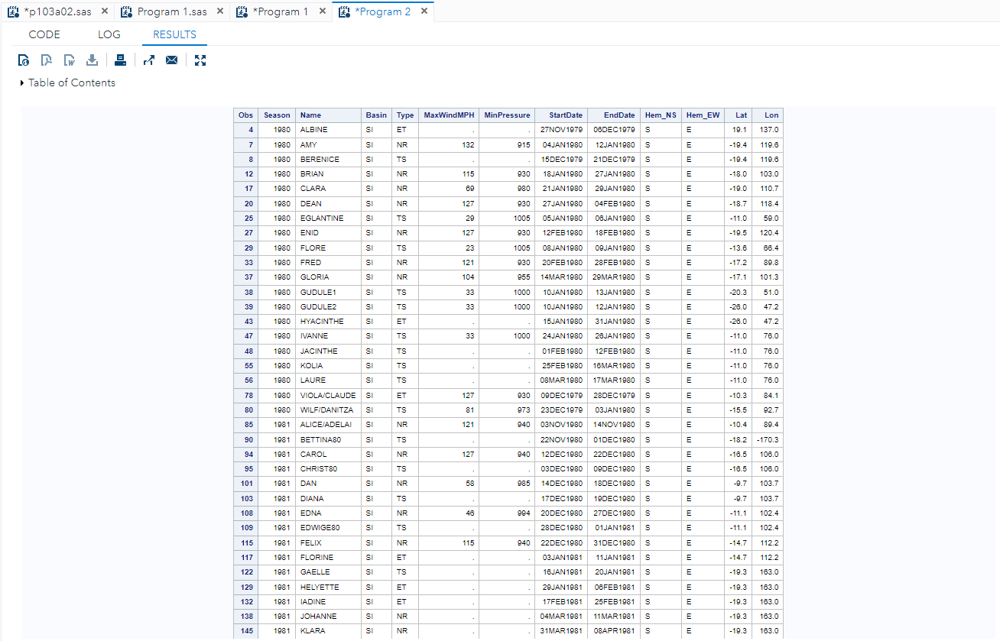 *p103a02.sas × Program 1.sas × *Program 1 × *Program 2 ×
CODE LOG RESULTS
Table of Contents
Obs Season Name Basin Type MaxWindMPH MinPressure StartDate EndDate Hem_NS Hem_EW Lat Lon
4 1980 ALBINE SI ET . . 27NOV1979 06DEC1979 S E 19.1 137.0
7 1980 AMY SI NR 132 915 04JAN1980 12JAN1980 S E -19.4 119.6
8 1980 BERENICE SI TS . . 15DEC1979 21DEC1979 S E -19.4 119.6
12 1980 BRIAN SI NR 115 930 18JAN1980 27JAN1980 S E -18.0 103.0
17 1980 CLARA SI NR 69 980 21JAN1980 29JAN1980 S E -19.0 110.7
20 1980 DEAN SI NR 127 930 27JAN1980 04FEB1980 S E -18.7 118.4
25 1980 EGLANTINE SI TS 29 1005 05JAN1980 06JAN1980 S E -11.0 59.0
27 1980 ENID SI NR 127 930 12FEB1980 18FEB1980 S E -19.5 120.4
29 1980 FLORE SI TS 23 1005 08JAN1980 09JAN1980 S E -13.6 66.4
33 1980 FRED SI NR 121 930 20FEB1980 28FEB1980 S E -17.2 89.8
37 1980 GLORIA SI NR 104 955 14MAR1980 29MAR1980 S E -17.1 101.3
38 1980 GUDULE1 SI TS 33 1000 10JAN1980 13JAN1980 S E -20.3 51.0
39 1980 GUDULE2 SI TS 33 1000 10JAN1980 12JAN1980 S E -26.0 47.2
43 1980 HYACINTHE SI ET . . 15JAN1980 31JAN1980 S E -26.0 47.2
47 1980 IVANNE SI TS 33 1000 24JAN1980 26JAN1980 S E -11.0 76.0
48 1980 JACINTHE SI TS . . 01FEB1980 12FEB1980 S E -11.0 76.0
55 1980 KOLIA SI TS . . 25FEB1980 16MAR1980 S E -11.0 76.0
56 1980 LAURE SI TS . . 08MAR1980 17MAR1980 S E -11.0 76.0
78 1980 VIOLA/CLAUDE SI ET 127 930 09DEC1979 28DEC1979 S E -10.3 84.1
80 1980 WILF/DANITZA SI TS 81 973 23DEC1979 03JAN1980 S E -15.5 92.7
85 1981 ALICE/ADELAI SI NR 121 940 03NOV1980 14NOV1980 S E -10.4 89.4
90 1981 BETTINA80 SI TS . . 22NOV1980 01DEC1980 S E -18.2 -170.3
94 1981 CAROL SI NR 127 940 12DEC1980 22DEC1980 S E -16.5 106.0
95 1981 CHRIST80 SI TS . . 03DEC1980 09DEC1980 S E -16.5 106.0
101 1981 DAN SI NR 58 985 14DEC1980 18DEC1980 S E -9.7 103.7
103 1981 DIANA SI TS . . 17DEC1980 19DEC1980 S E -9.7 103.7
108 1981 EDNA SI NR 46 994 20DEC1980 27DEC1980 S E -11.1 102.4
109 1981 EDWIGE80 SI TS . . 28DEC1980 01JAN1981 S E -11.1 102.4
115 1981 FELIX SI NR 115 940 22DEC1980 31DEC1980 S E -14.7 112.2
117 1981 FLORINE SI ET . . 03JAN1981 11JAN1981 S E -14.7 112.2
122 1981 GAELLE SI TS . . 16JAN1981 20JAN1981 S E -19.3 163.0
129 1981 HELYETTE SI ET . . 29JAN1981 06FEB1981 S E -19.3 163.0
132 1981 IADINE SI ET . . 17FEB1981 25FEB1981 S E -19.3 163.0
138 1981 JOHANNE SI NR . . 04MAR1981 11MAR1981 S E -19.3 163.0
145 1981 KLARA SI NR . . 31MAR1981 08APR1981 S E -19.3 163.0